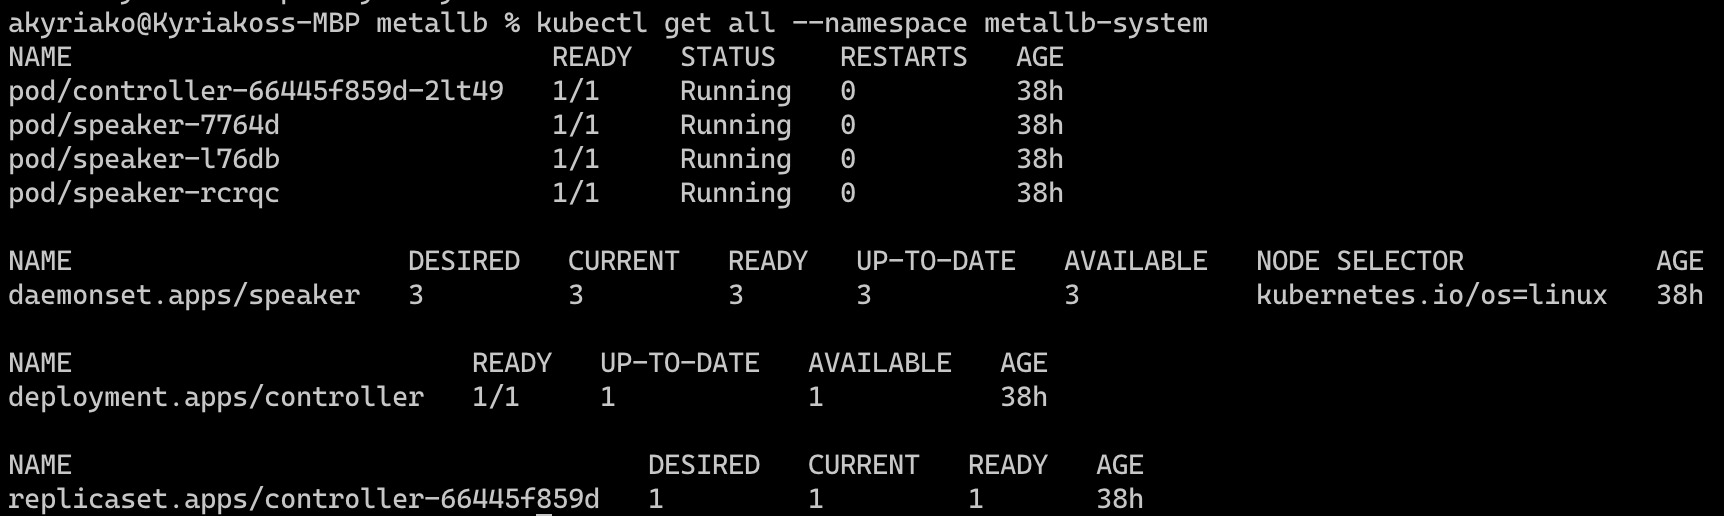 akyriako@Kyriakoss-MBP metallb % kubectl get all --namespace metallb-system
NAME                              READY   STATUS    RESTARTS   AGE
pod/controller-66445f859d-2lt49   1/1     Running   0          38h
pod/speaker-7764d                 1/1     Running   0          38h
pod/speaker-l76db                 1/1     Running   0          38h
pod/speaker-rcrqc                 1/1     Running   0          38h
NAME                     DESIRED   CURRENT   READY   UP-TO-DATE   AVAILABLE   NODE SELECTOR            AGE
daemonset.apps/speaker   3         3         3       3            3           kubernetes.io/os=linux   38h
NAME                         READY   UP-TO-DATE   AVAILABLE   AGE
deployment.apps/controller   1/1     1            1           38h
NAME                                    DESIRED   CURRENT   READY   AGE
replicaset.apps/controller-66445f859d   1         1         1       38h